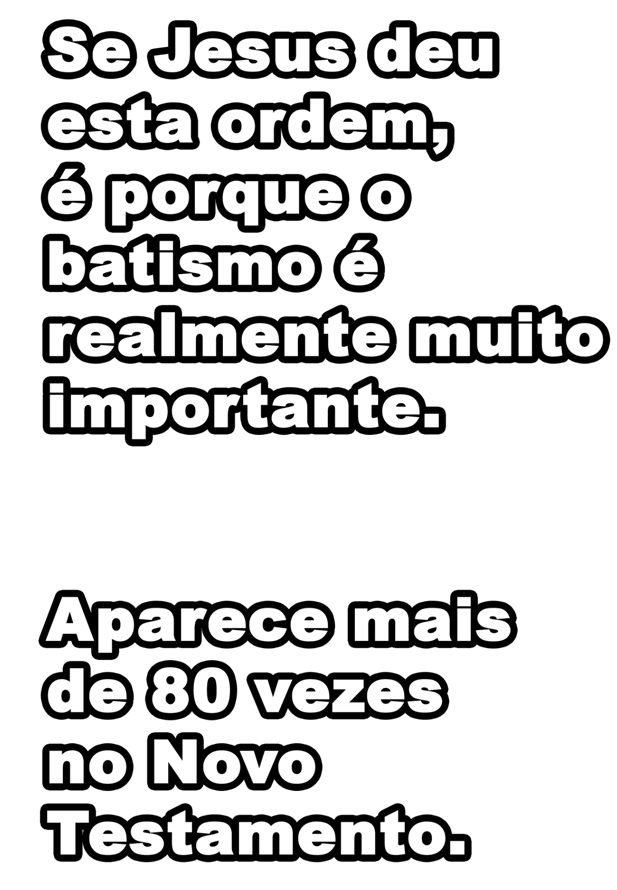 Se Jesus deu
esta ordem,
é porque o
batismo é
realmente muito
importante.
Aparece mais
de 80 vezes
no Novo
Testamento.